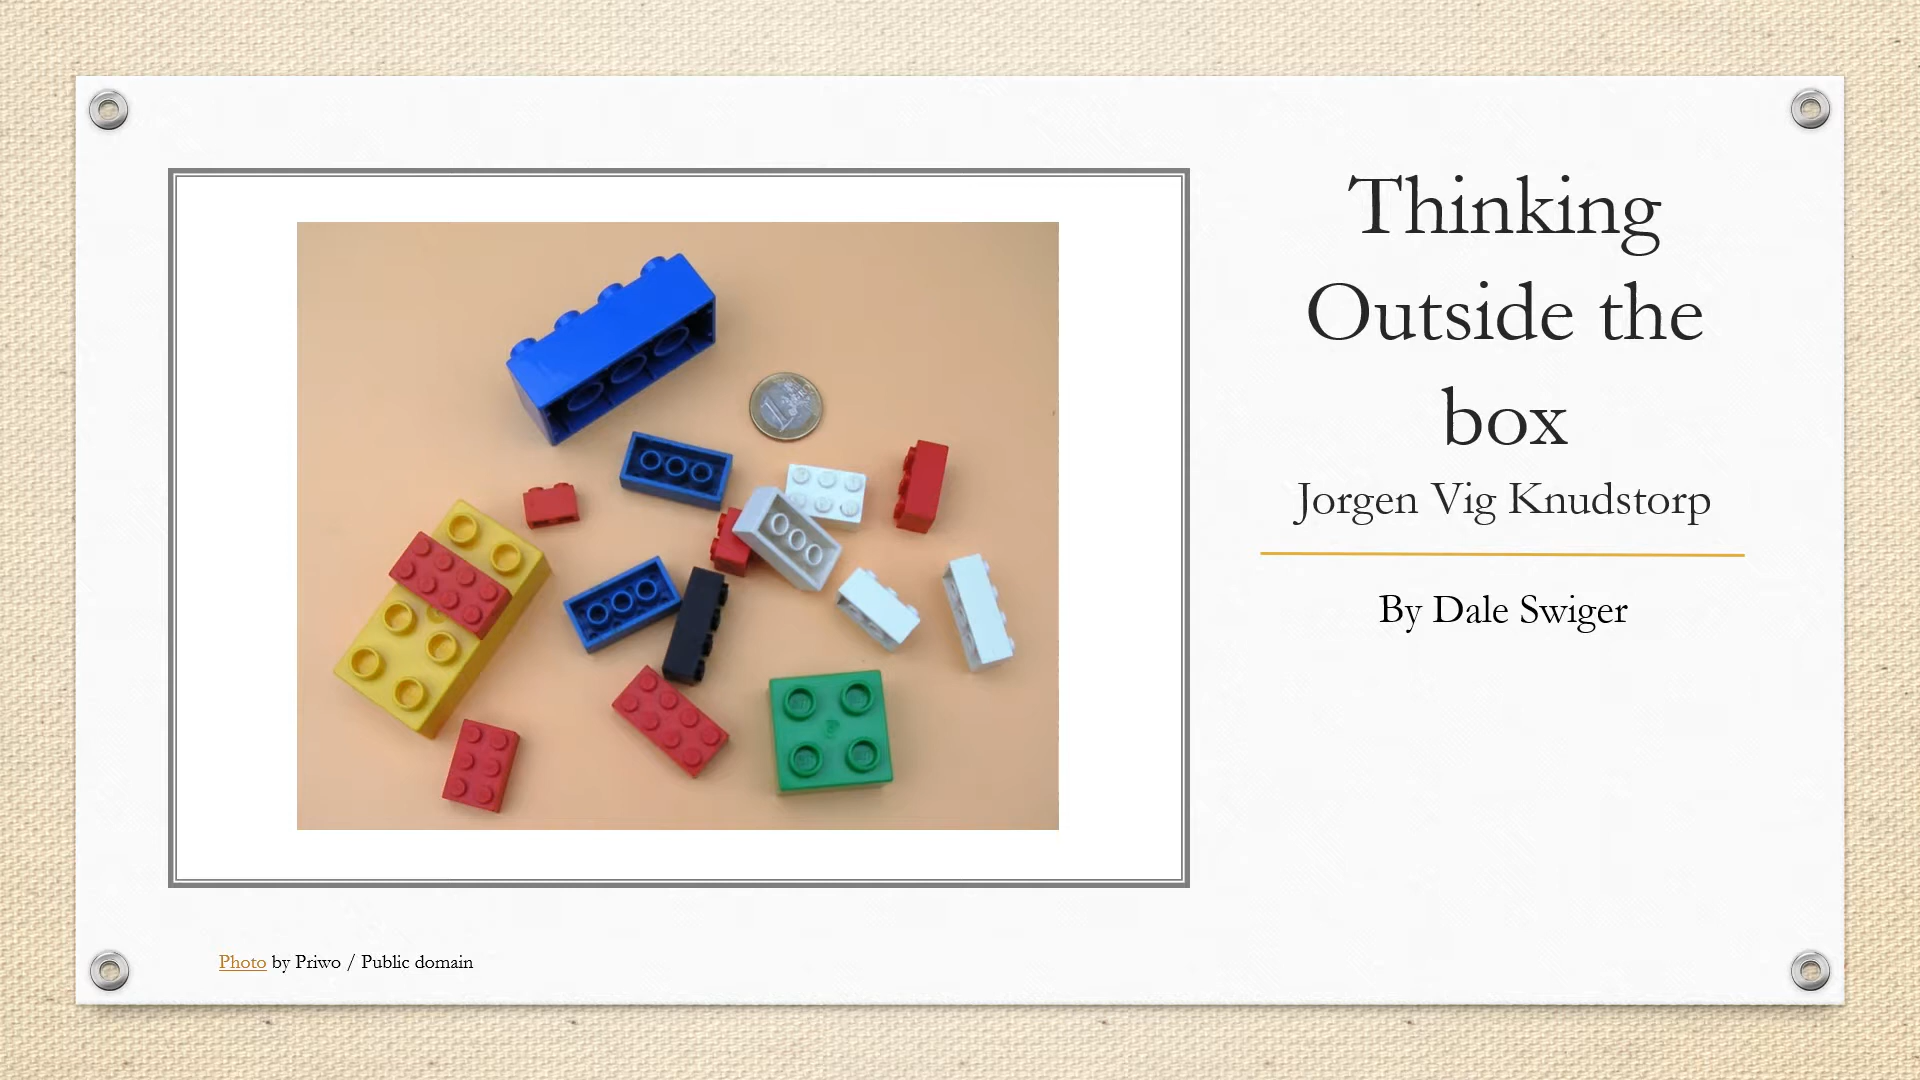 Thinking
Outside the
box
Jorgen Vig Knudstorp
By Dale Swiger
Photo by Priwo / Public domain